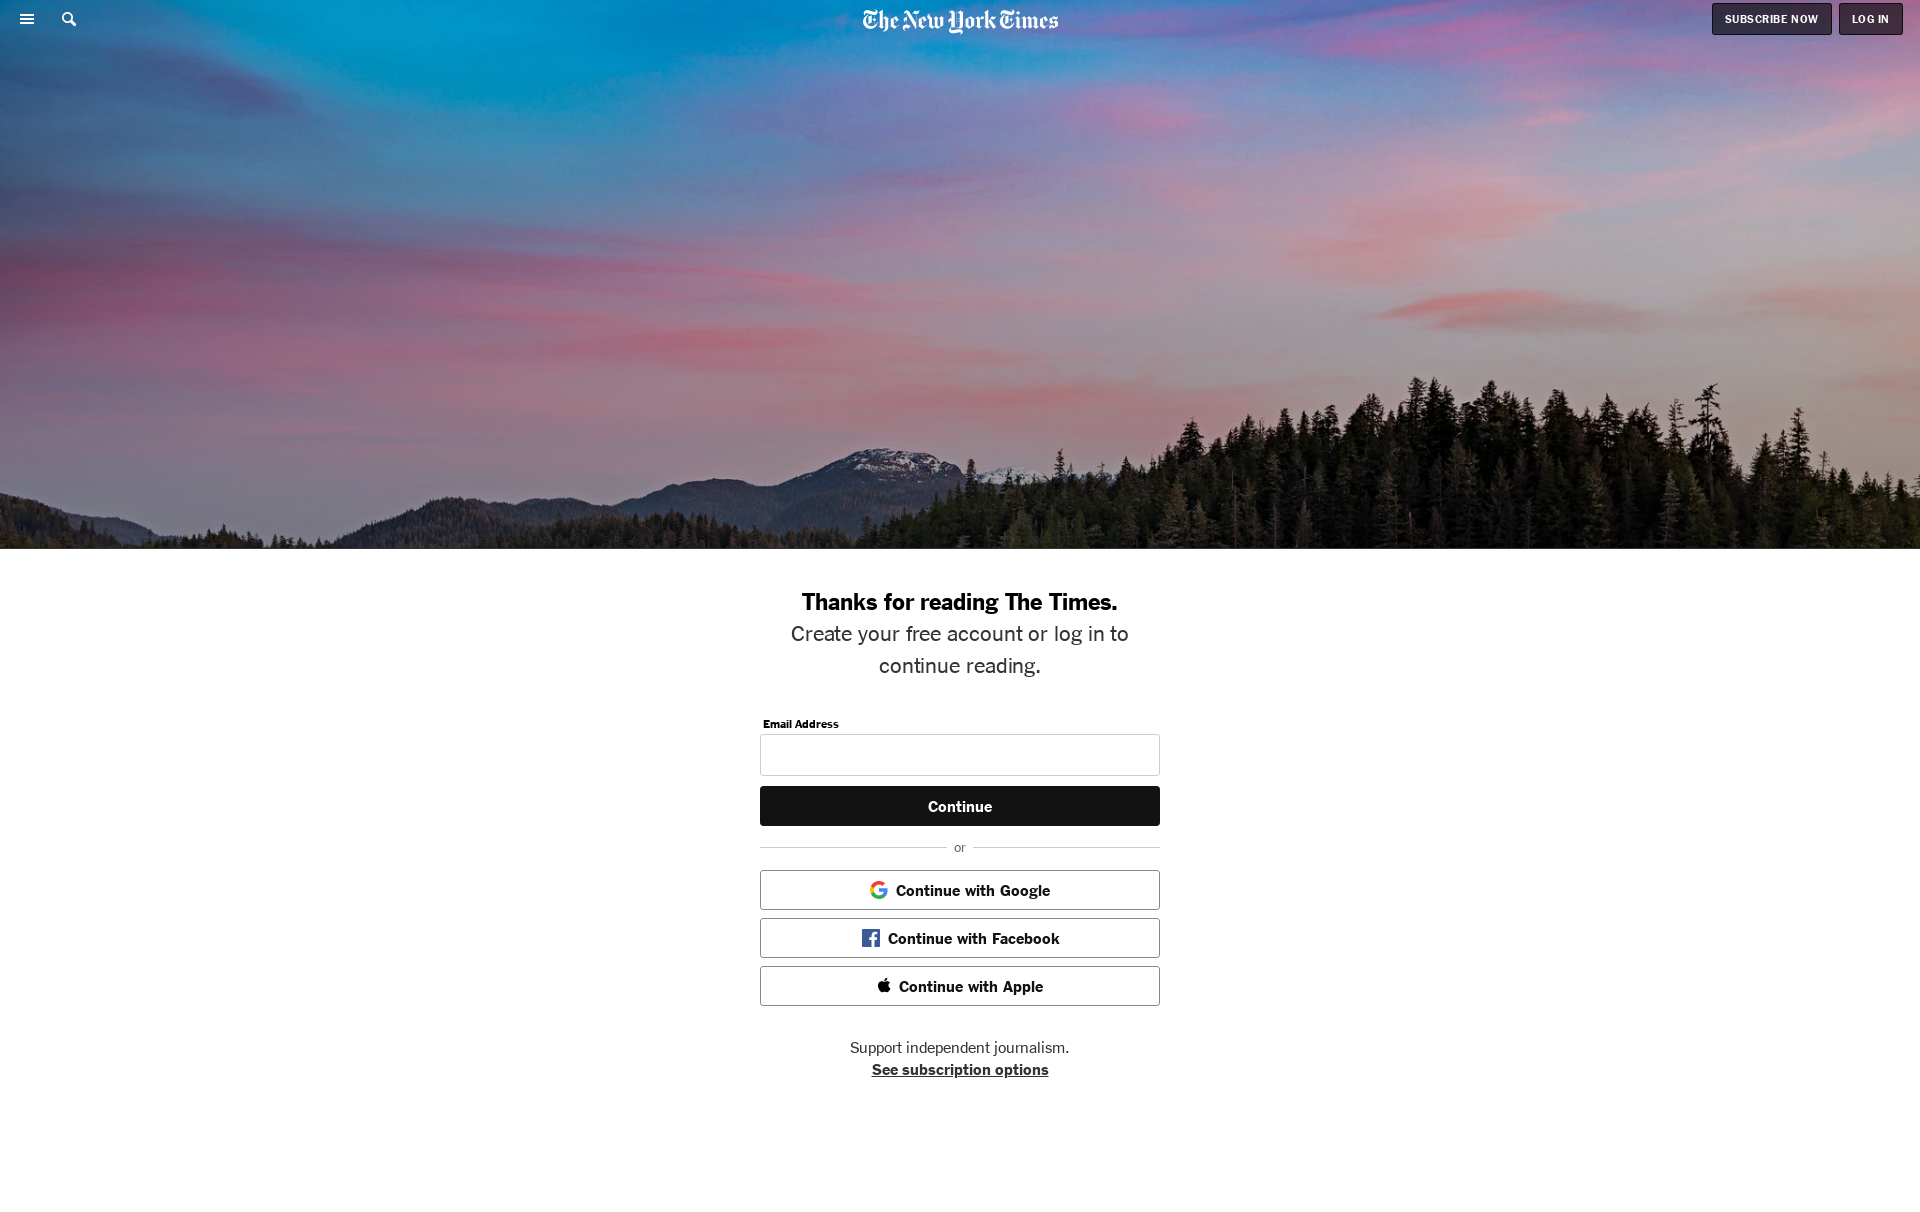 The New York Times
SUBSCRIBE NOW
LOG IN
Thanks for reading The Times.
Create your free account or log in to
continue reading.
Email Address
Continue
or
Continue with Google
Continue with Facebook
Continue with Apple
Support independent journalism.
See subscription options